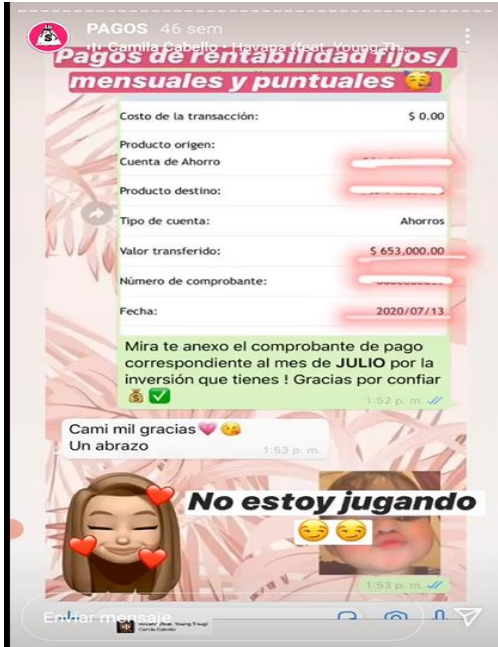 PAGOS 46 sem
Camila Cabello • Havana (feat. Young Th...
Pagos de rentabilidad fijos/
mensuales y puntuales
Costo de la transacción: $ 0.00
Producto origen:
Cuenta de Ahorro
Producto destino:
Tipo de cuenta: Ahorros
Valor transferido: $ 653,000.00
Número de comprobante:
Fecha: 2020/07/13
Mira te anexo el comprobante de pago
correspondiente al mes de JULIO por la
inversión que tienes ! Gracias por confiar
1:52 p. m.
Cami mil gracias
Un abrazo
1:53 p. m.
No estoy jugando
1:53 p. m.
Enviar mensaje
Havana (feat. Young Thug)
Camila Cabello